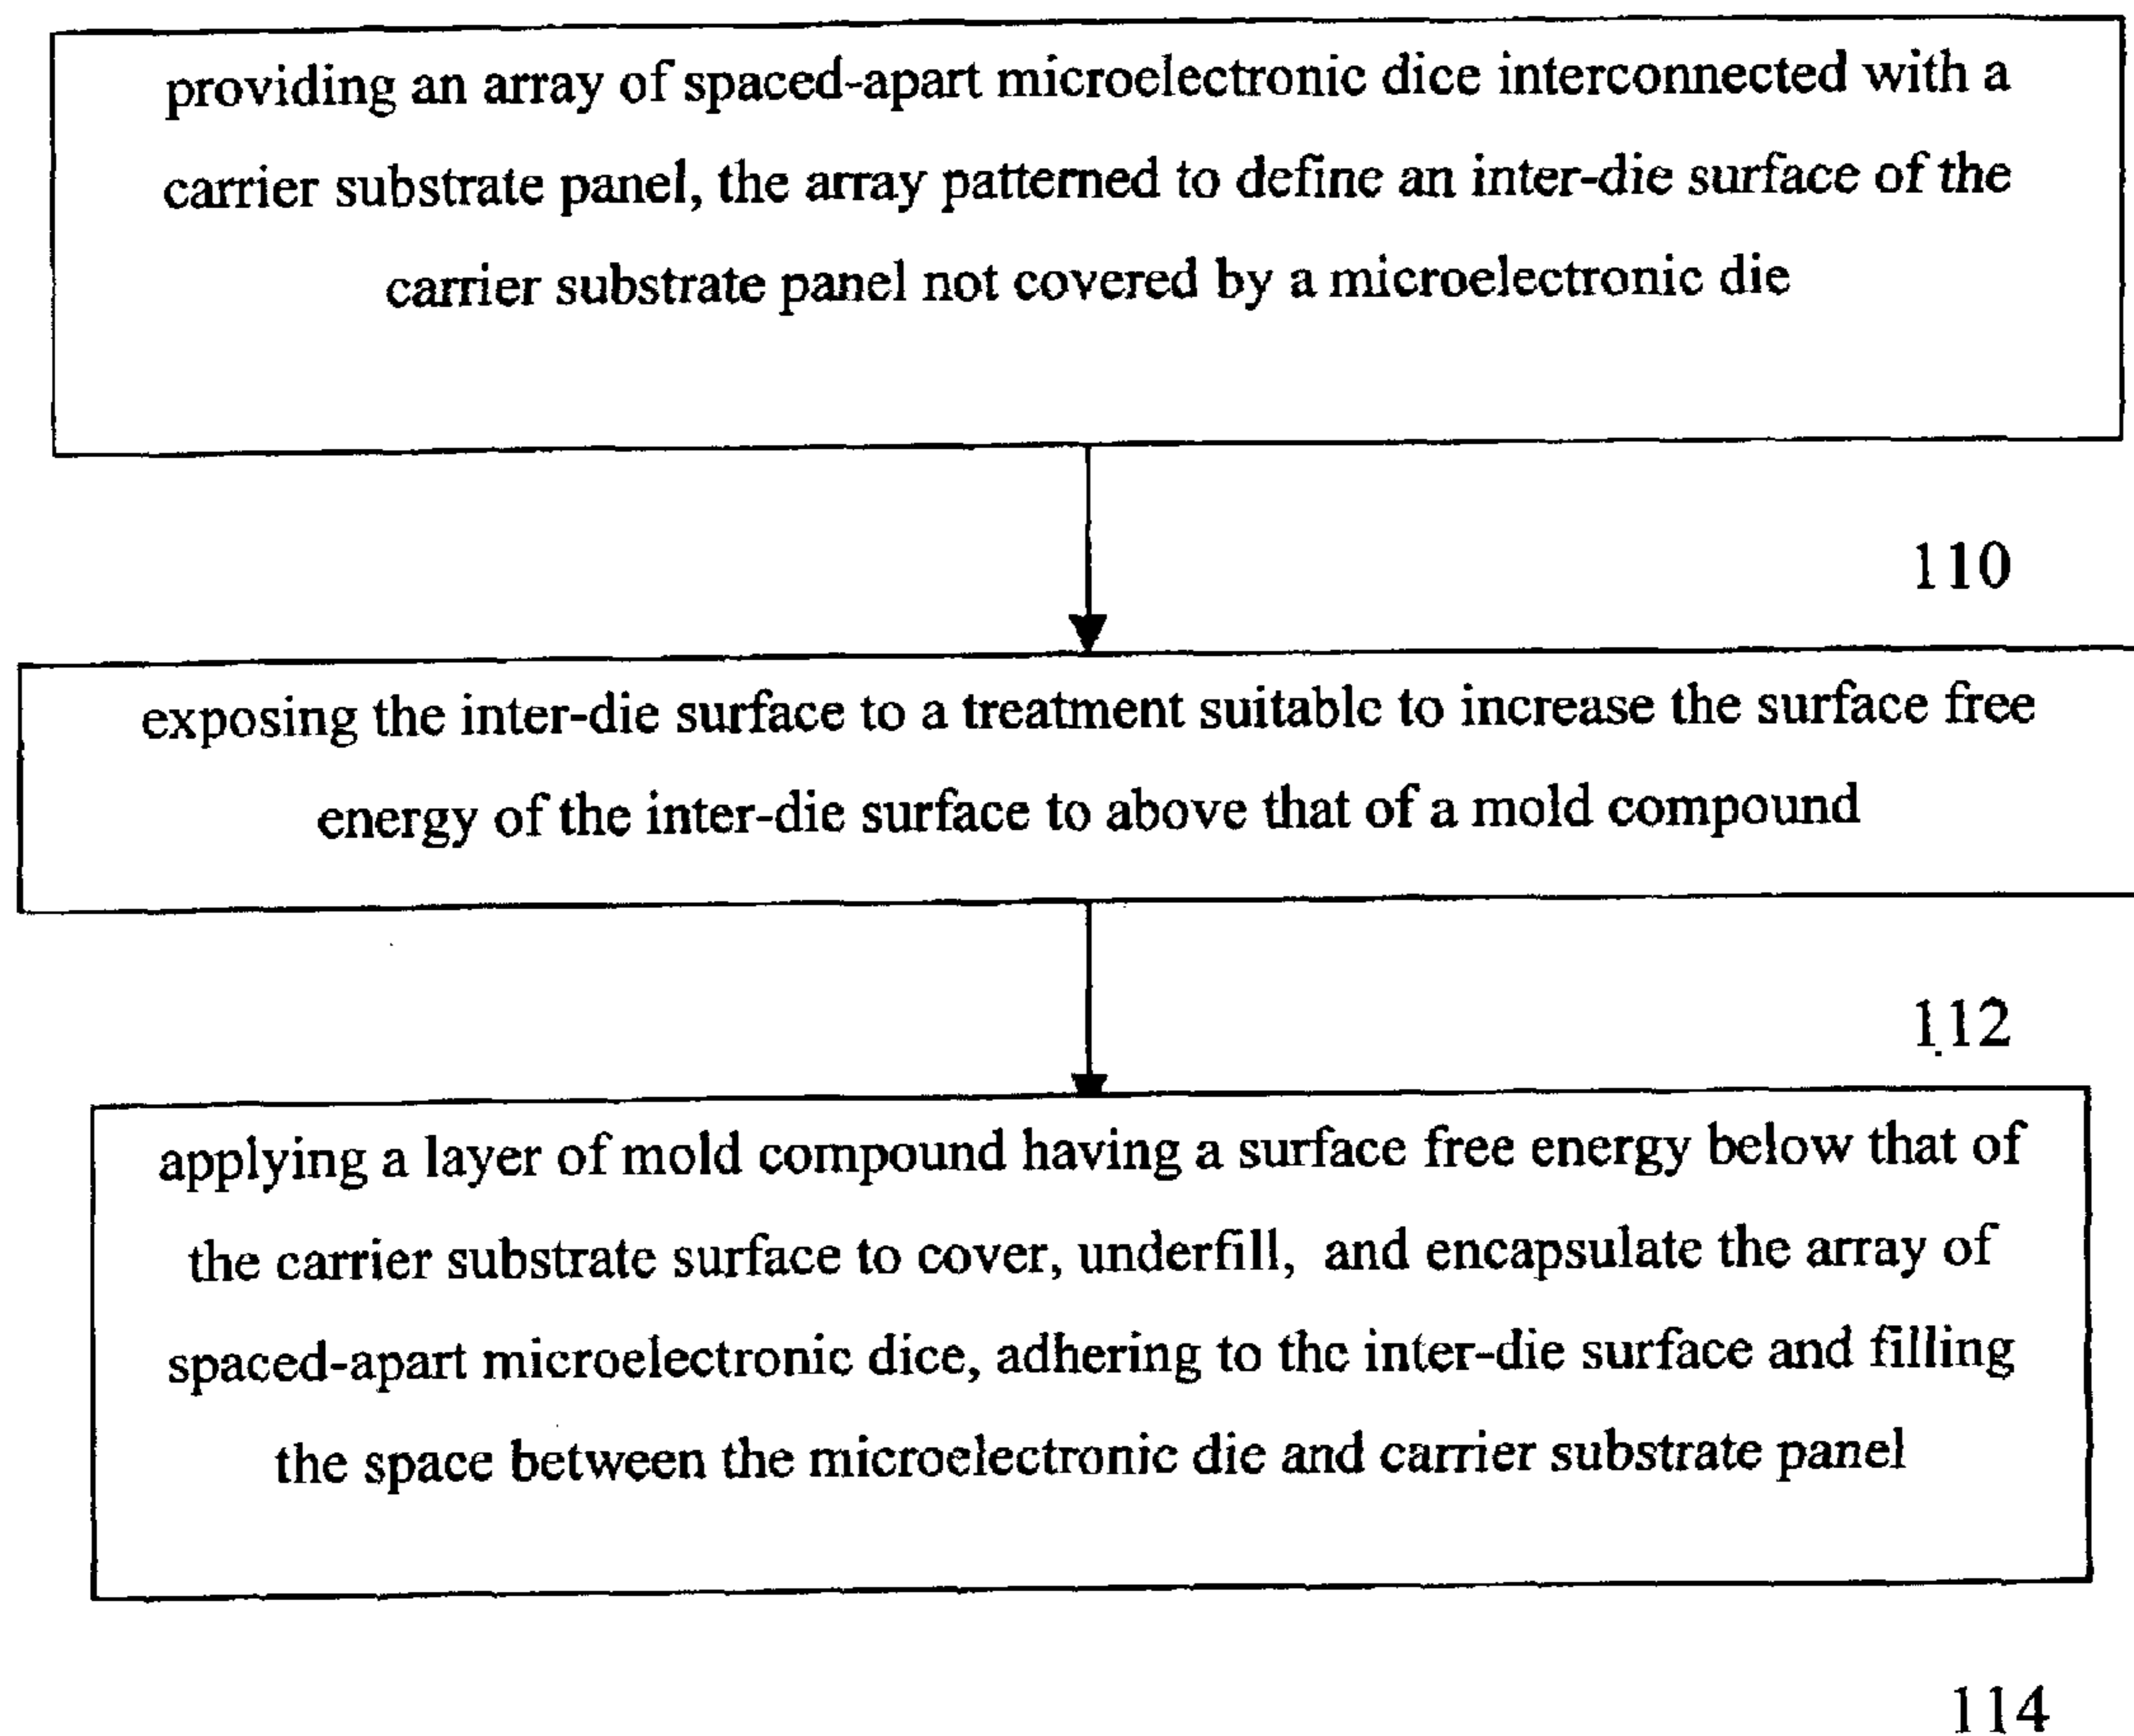 providing an array of spaced-apart microelectronic dice interconnected with a
carrier substrate panel, the array patterned to define an inter-die surface of the
carrier substrate panel not covered by a microelectronic die
110
exposing the inter-die surface to a treatment suitable to increase the surface free
energy of the inter-die surface to above that of a mold compound
112
applying a layer of mold compound having a surface free energy below that of
the carrier substrate surface to cover, underfill, and encapsulate the array of
spaced-apart microelectronic dice, adhering to the inter-die surface and filling
the space between the microelectronic die and carrier substrate panel
114